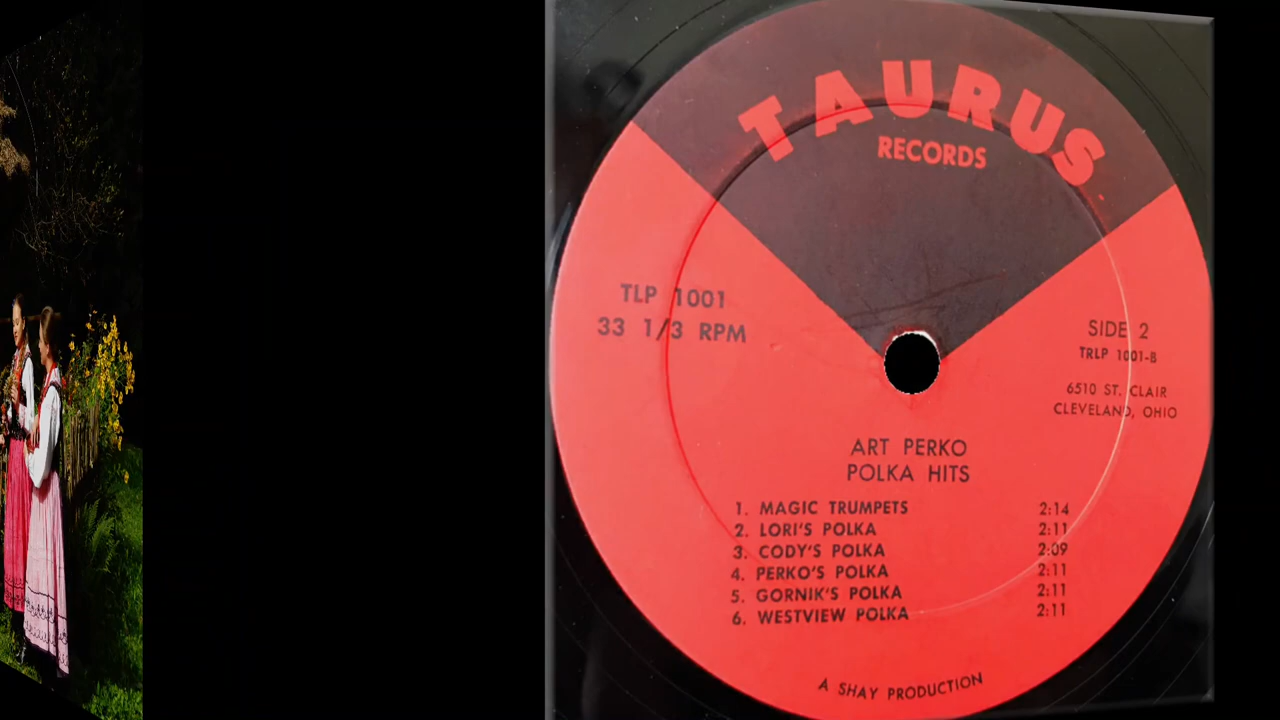 TAURUS
RECORDS
TLP 1001
33 1/3 RPM
SIDE 2
TRLP 1001-B
6510 ST. CLAIR
CLEVELAND, OHIO
ART PERKO
POLKA HITS
1. MAGIC TRUMPETS 2:14
2. LORI'S POLKA 2:11
3. CODY'S POLKA 2:09
4. PERKO'S POLKA 2:11
5. GORNIK'S POLKA 2:11
6. WESTVIEW POLKA 2:11
A SHAY PRODUCTION